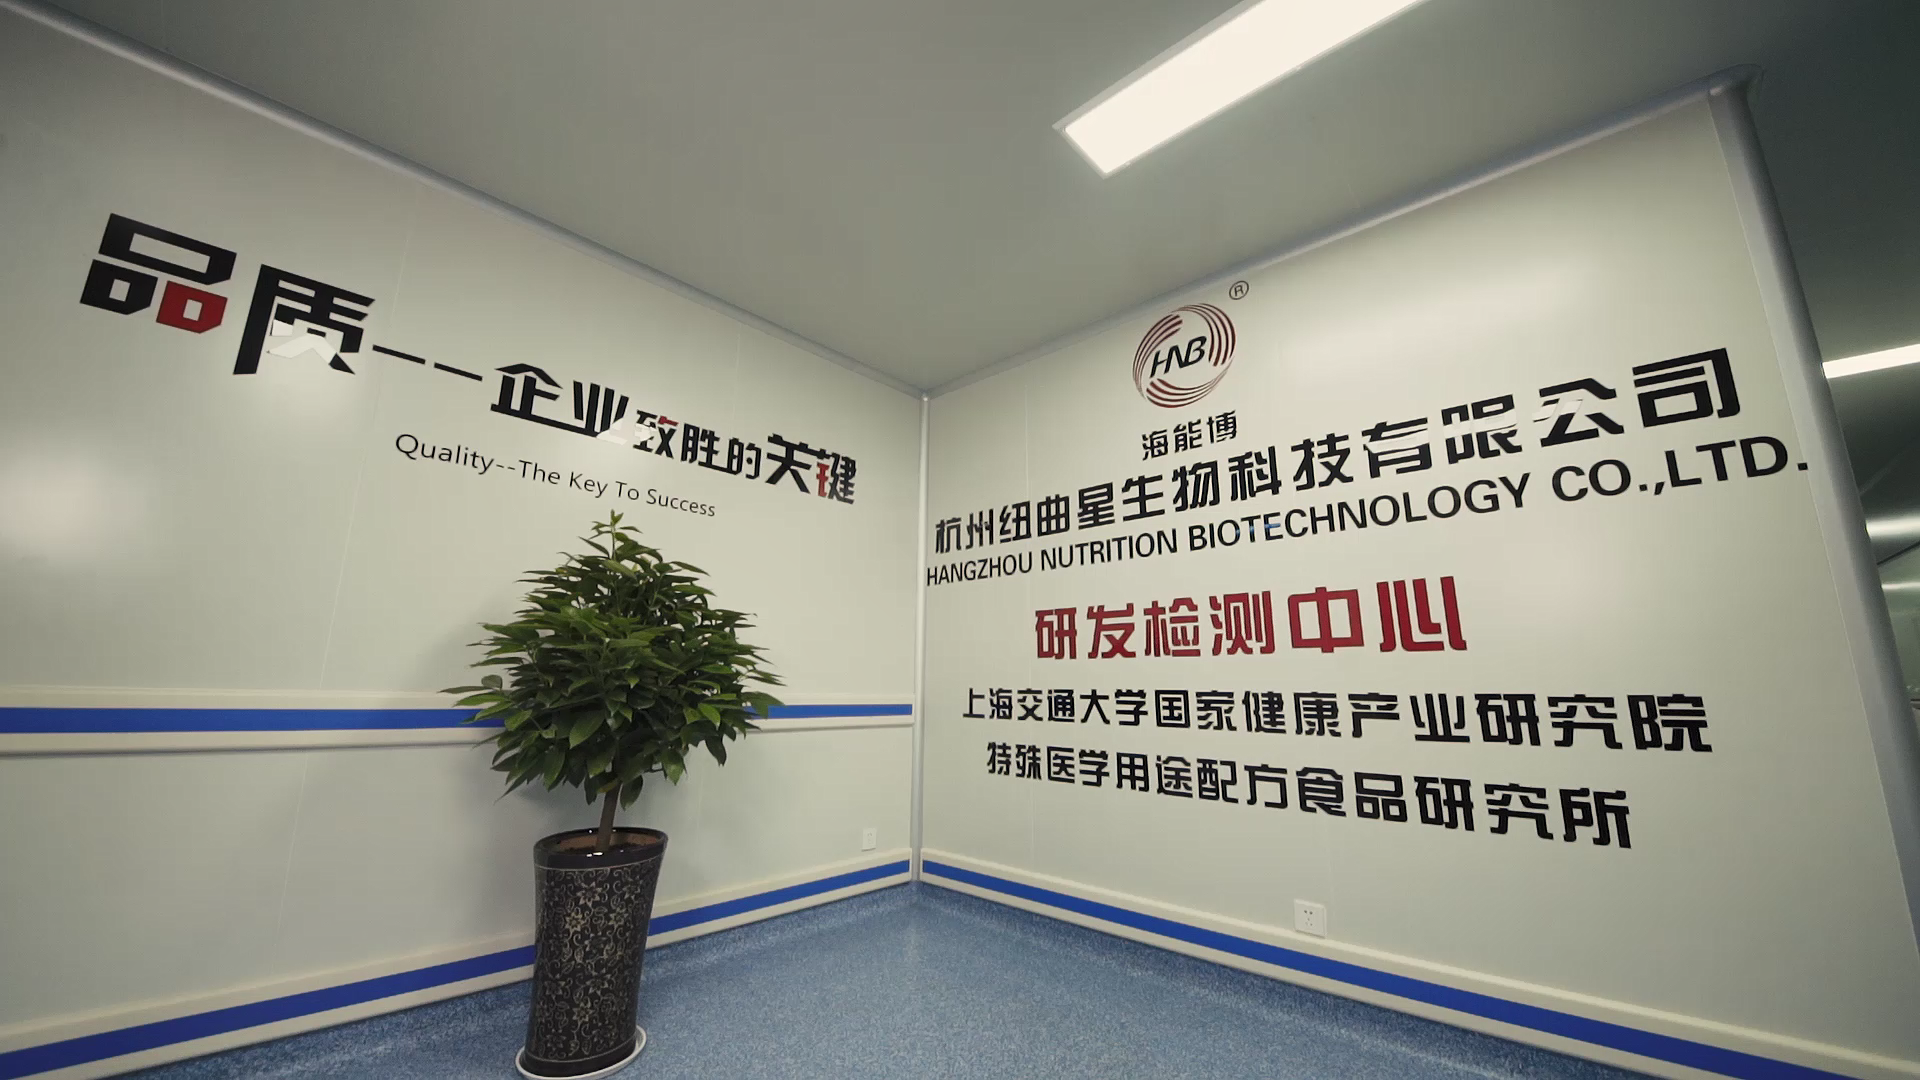 品质--企业致胜的关键
Quality--The Key To Success
®
HNB
海能博
杭州纽曲星生物科技有限公司
HANGZHOU NUTRITION BIOTECHNOLOGY CO.,LTD.
研发检测中心
上海交通大学国家健康产业研究院
特殊医学用途配方食品研究所